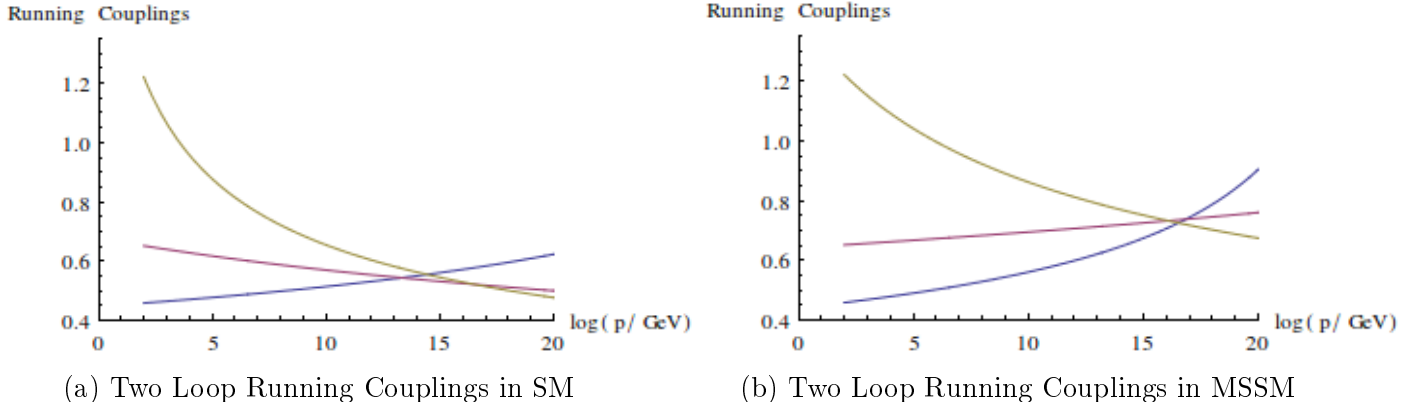 Running Couplings
1.2
1.0
0.8
0.6
0.4
0 5 10 15 20
log( p/ GeV)
(a) Two Loop Running Couplings in SM
Running Couplings
1.2
1.0
0.8
0.6
0.4
0 5 10 15 20
log( p/ GeV)
(b) Two Loop Running Couplings in MSSM